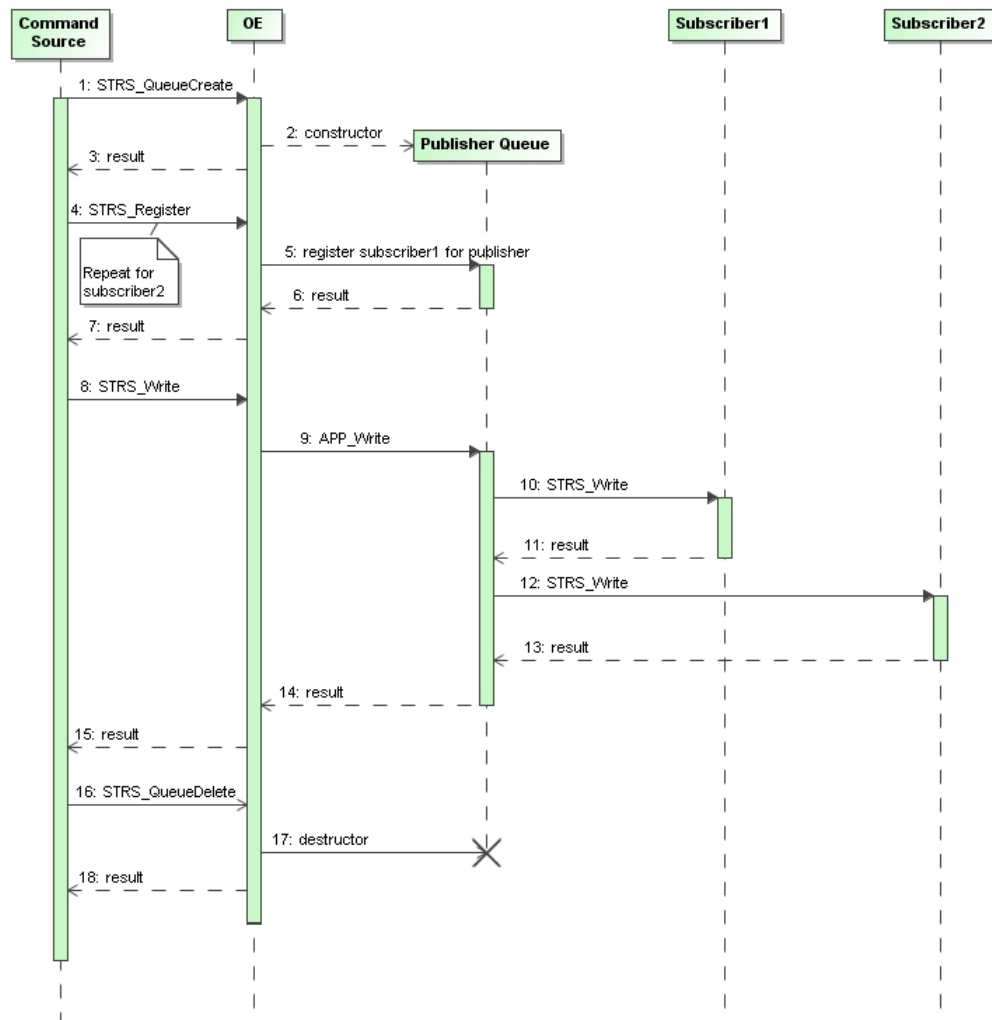 Command
Source
OE
Subscriber1
Subscriber2
1: STRS_QueueCreate
2: constructor
Publisher Queue
3: result
4: STRS_Register
Repeat for
subscriber2
5: register subscriber1 for publisher
6: result
7: result
8: STRS_Write
9: APP_Write
10: STRS_Write
11: result
12: STRS_Write
13: result
14: result
15: result
16: STRS_QueueDelete
17: destructor
18: result